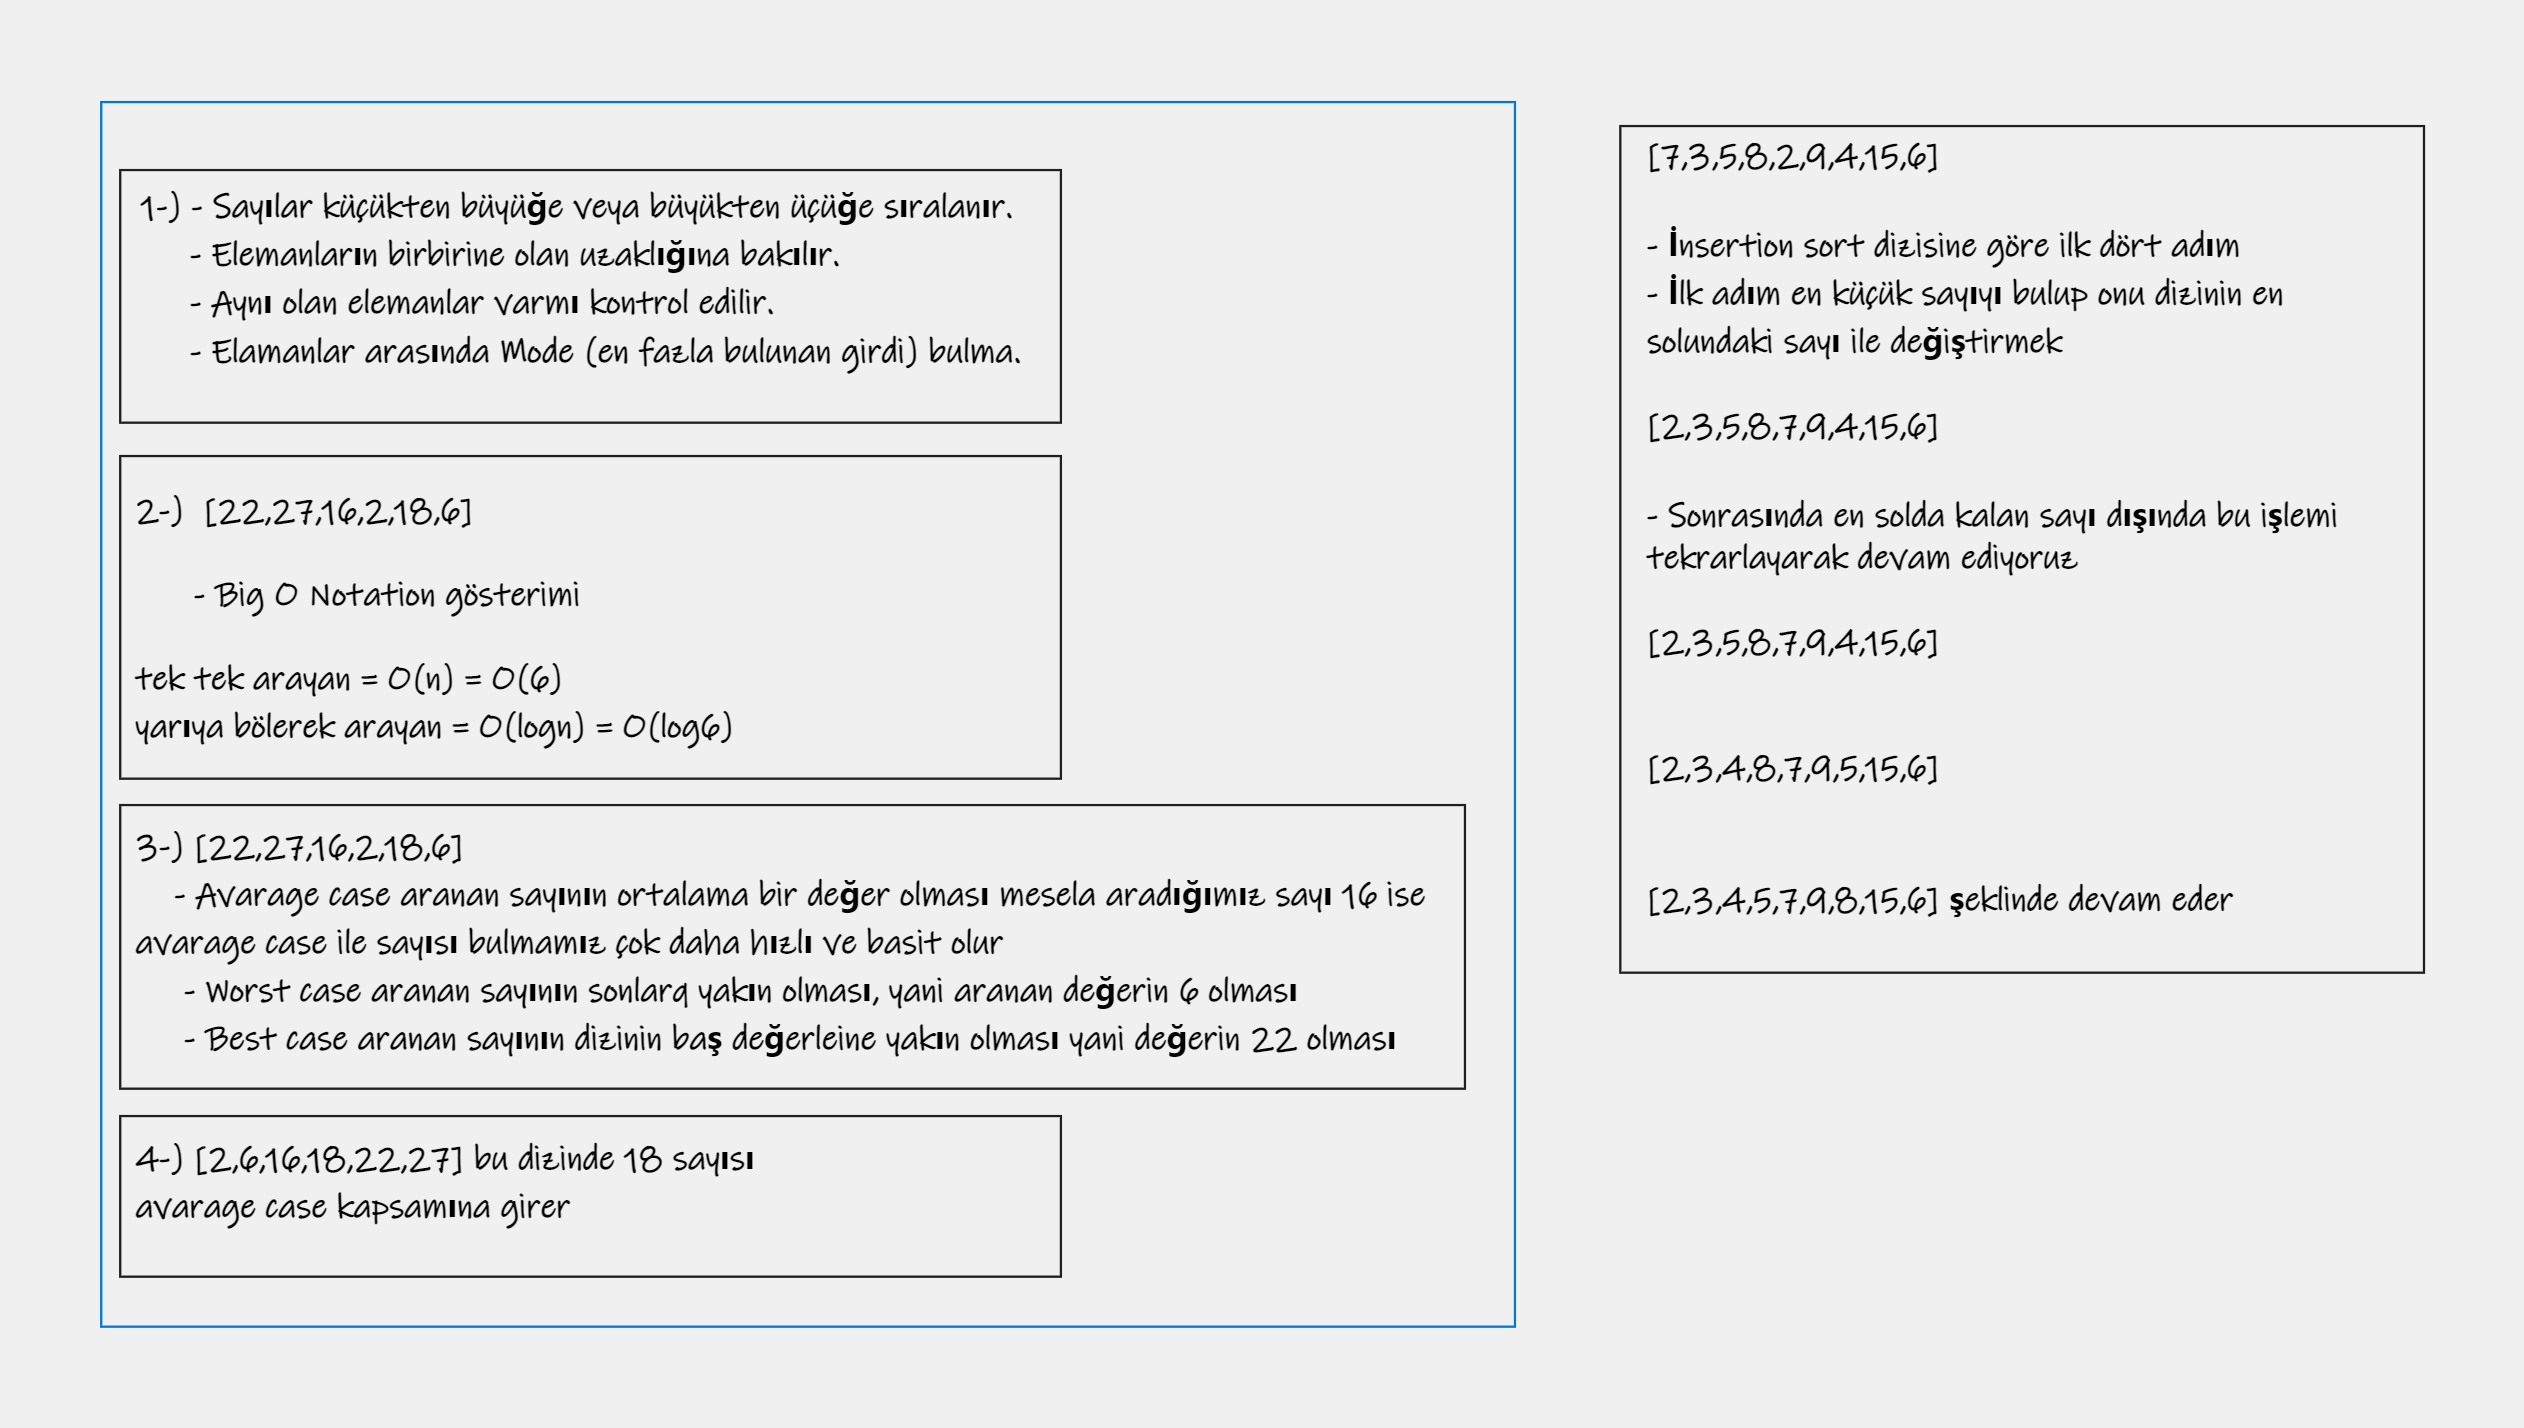 1-) - Sayılar küçükten büyüğe veya büyükten üçüğe sıralanır.
- Elemanların birbirine olan uzaklığına bakılır.
- Aynı olan elemanlar varmı kontrol edilir.
- Elamanlar arasında Mode (en fazla bulunan girdi) bulma.
2-) [22,27,16,2,18,6]
- Big O Notation gösterimi
tek tek arayan = O(n) = O(6)
yarıya bölerek arayan = O(logn) = O(log6)
3-) [22,27,16,2,18,6]
- Avarage case aranan sayının ortalama bir değer olması mesela aradığımız sayı 16 ise
avarage case ile sayısı bulmamız çok daha hızlı ve basit olur
- Worst case aranan sayının sonlarq yakın olması, yani aranan değerin 6 olması
- Best case aranan sayının dizinin baş değerleine yakın olması yani değerin 22 olması
4-) [2,6,16,18,22,27] bu dizinde 18 sayısı
avarage case kapsamına girer
[7,3,5,8,2,9,4,15,6]
- İnsertion sort dizisine göre ilk dört adım
- İlk adım en küçük sayıyı bulup onu dizinin en
solundaki sayı ile değiştirmek
[2,3,5,8,7,9,4,15,6]
- Sonrasında en solda kalan sayı dışında bu işlemi
tekrarlayarak devam ediyoruz
[2,3,5,8,7,9,4,15,6]
[2,3,4,8,7,9,5,15,6]
[2,3,4,5,7,9,8,15,6] şeklinde devam eder